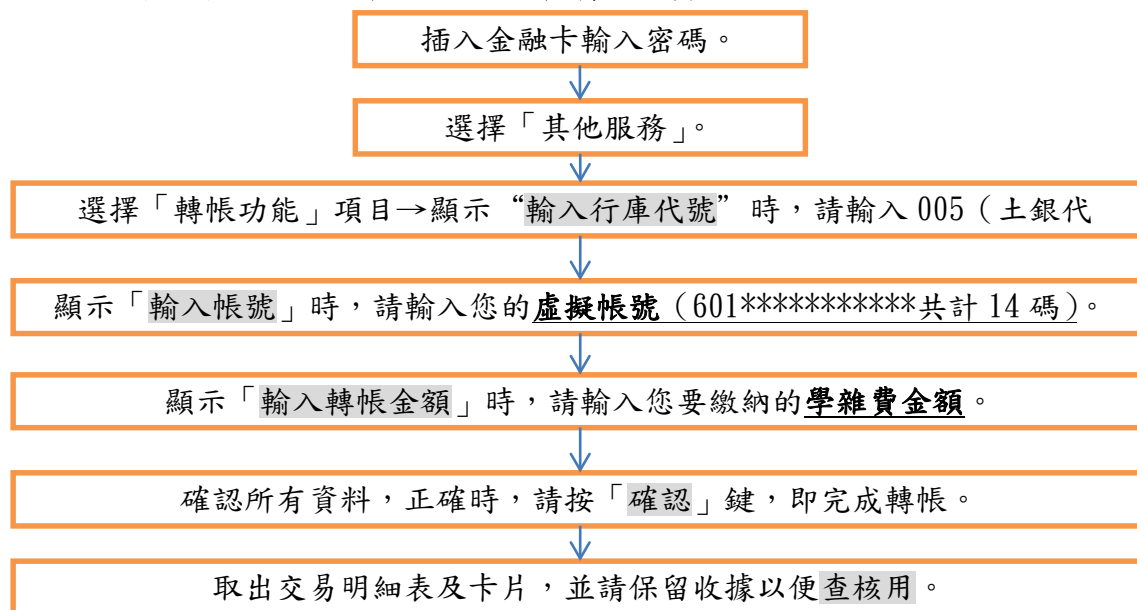 插入金融卡輸入密碼。
選擇「其他服務」。
選擇「轉帳功能」項目→顯示“輸入行庫代號”時，請輸入 005（土銀代
顯示「輸入帳號」時，請輸入您的虛擬帳號（601***********共計 14 碼）。
顯示「輸入轉帳金額」時，請輸入您要繳納的學雜費金額。
確認所有資料，正確時，請按「確認」鍵，即完成轉帳。
取出交易明細表及卡片，並請保留收據以便查核用。